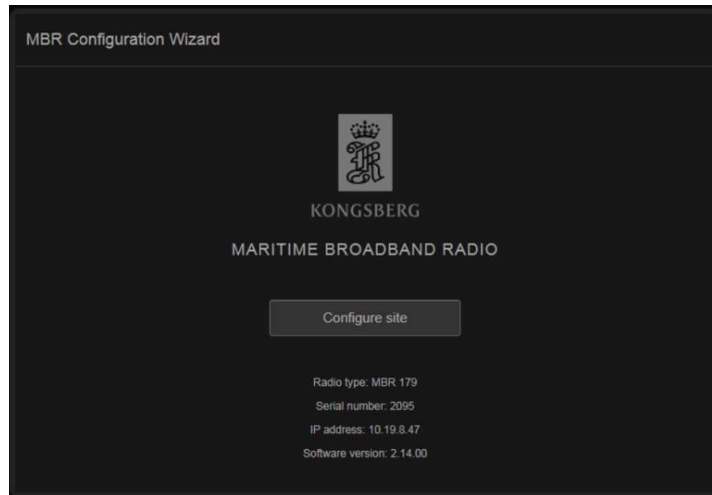 MBR Configuration Wizard
KONGSBERG
MARITIME BROADBAND RADIO
Configure site
Radio type: MBR 179
Serial number: 2095
IP address: 10.19.8.47
Software version: 2.14.00